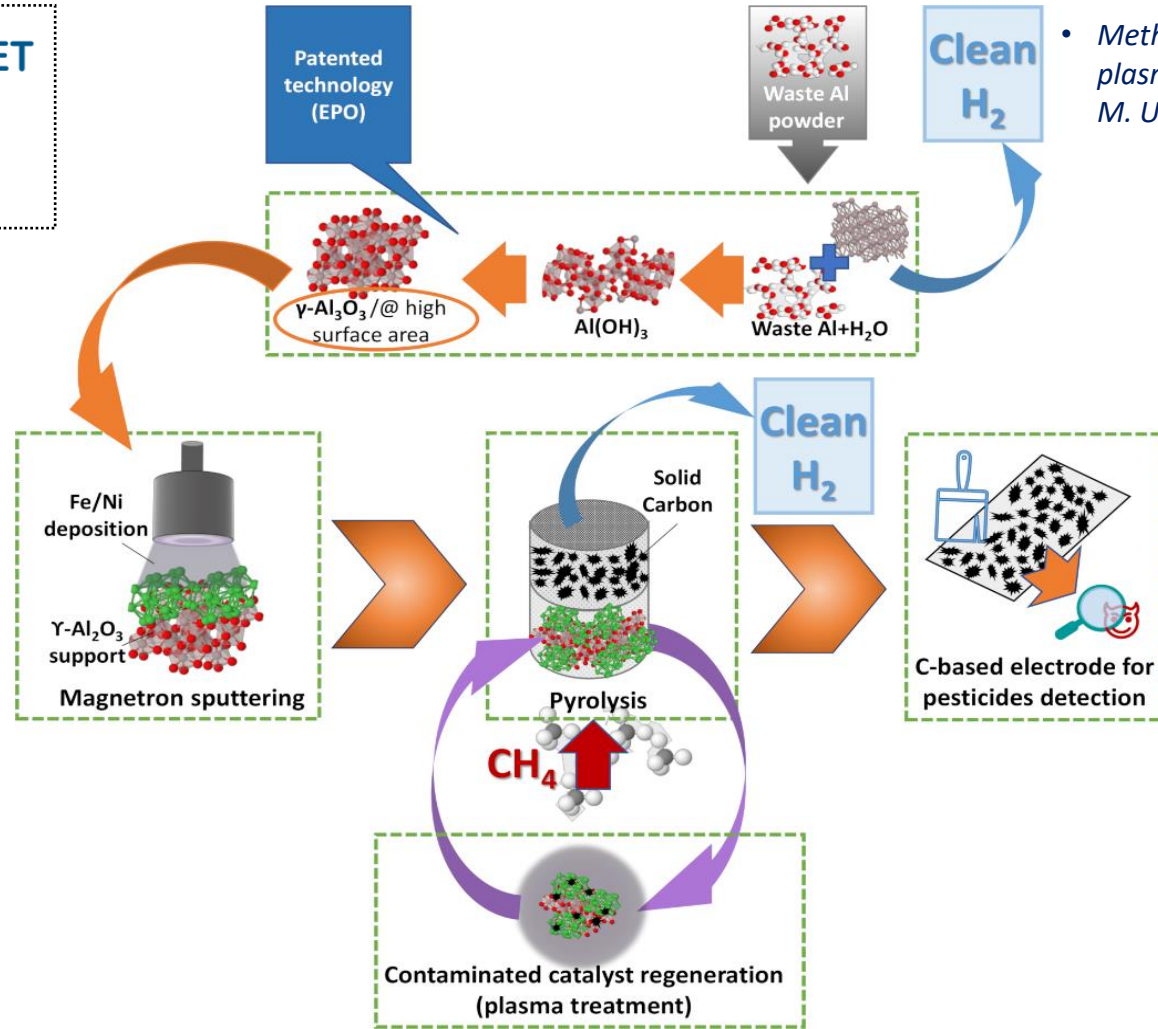 ET
Patented
technology
(EPO)
Waste Al
powder
Clean
H₂
• Meth
plasm
M. U
γ-Al₃O₃/@ high
surface area
Al(OH)₃
Waste Al+H₂O
Fe/Ni
deposition
ϒ-Al₂O₃
support
Magnetron sputtering
Solid
Carbon
Pyrolysis
Clean
H₂
C-based electrode for
pesticides detection
CH₄
Contaminated catalyst regeneration
(plasma treatment)